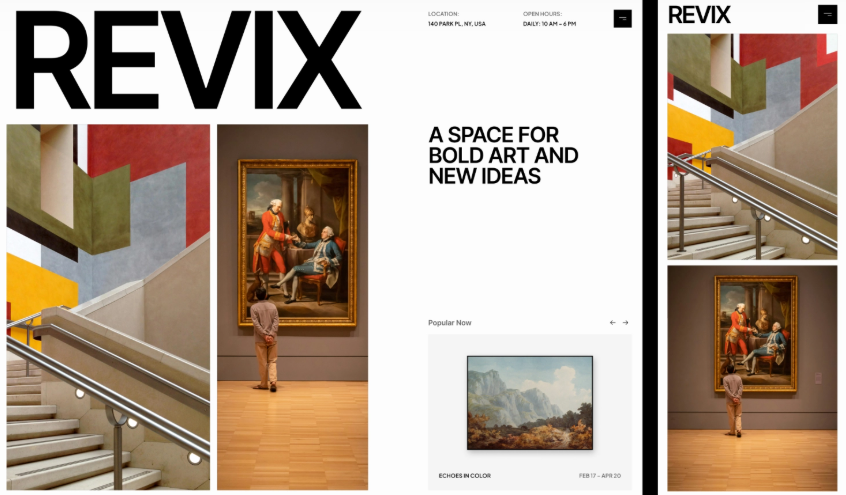 REVIX
LOCATION:
140 PARK PL, NY, USA
OPEN HOURS:
DAILY: 10 AM – 6 PM
A SPACE FOR
BOLD ART AND
NEW IDEAS
Popular Now
ECHOES IN COLOR
FEB 17 – APR 20
REVIX